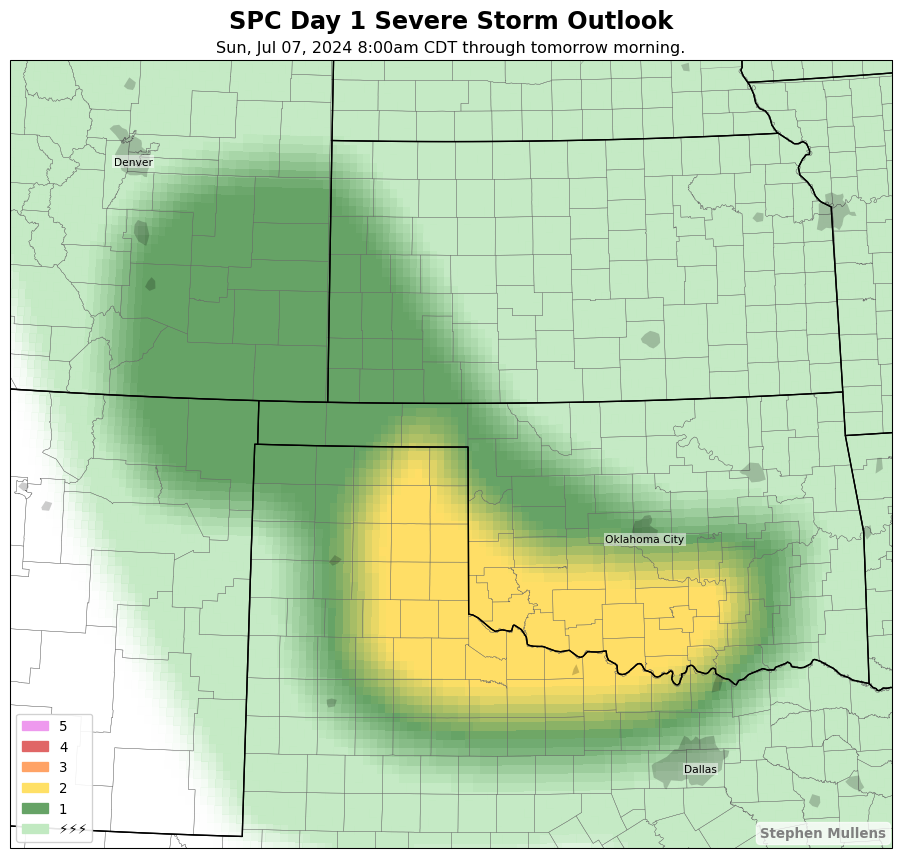 SPC Day 1 Severe Storm Outlook
Sun, Jul 07, 2024 8:00am CDT through tomorrow morning.
Denver
Oklahoma City
Dallas
5
4
3
2
1
⚡⚡⚡
Stephen Mullens